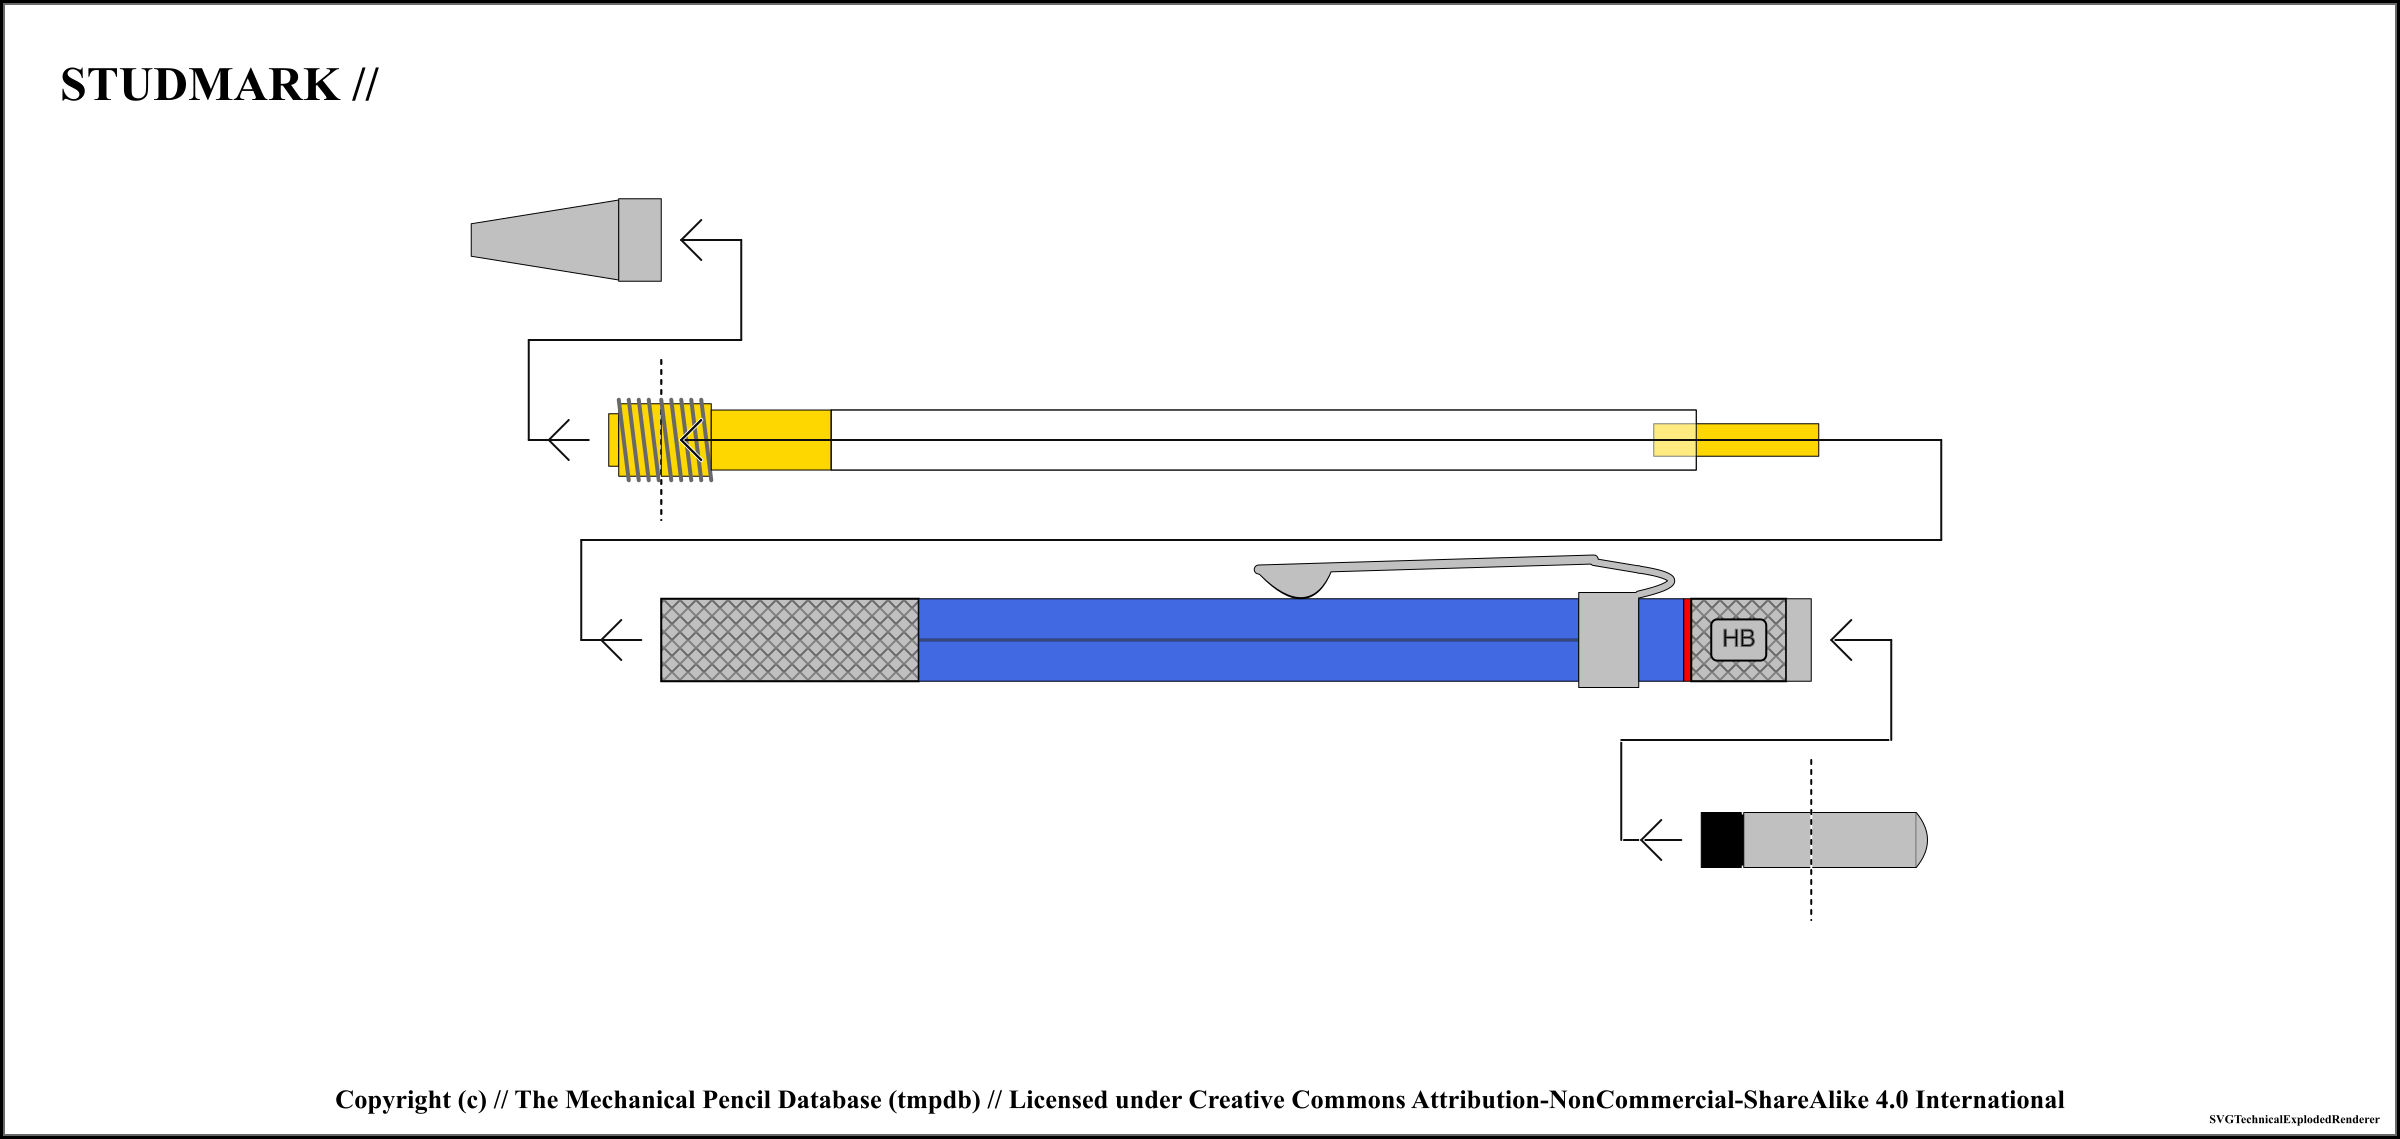 STUDMARK //
HB
Copyright (c) // The Mechanical Pencil Database (tmpdb) // Licensed under Creative Commons Attribution-NonCommercial-ShareAlike 4.0 International
SVGTechnicalExplodedRenderer